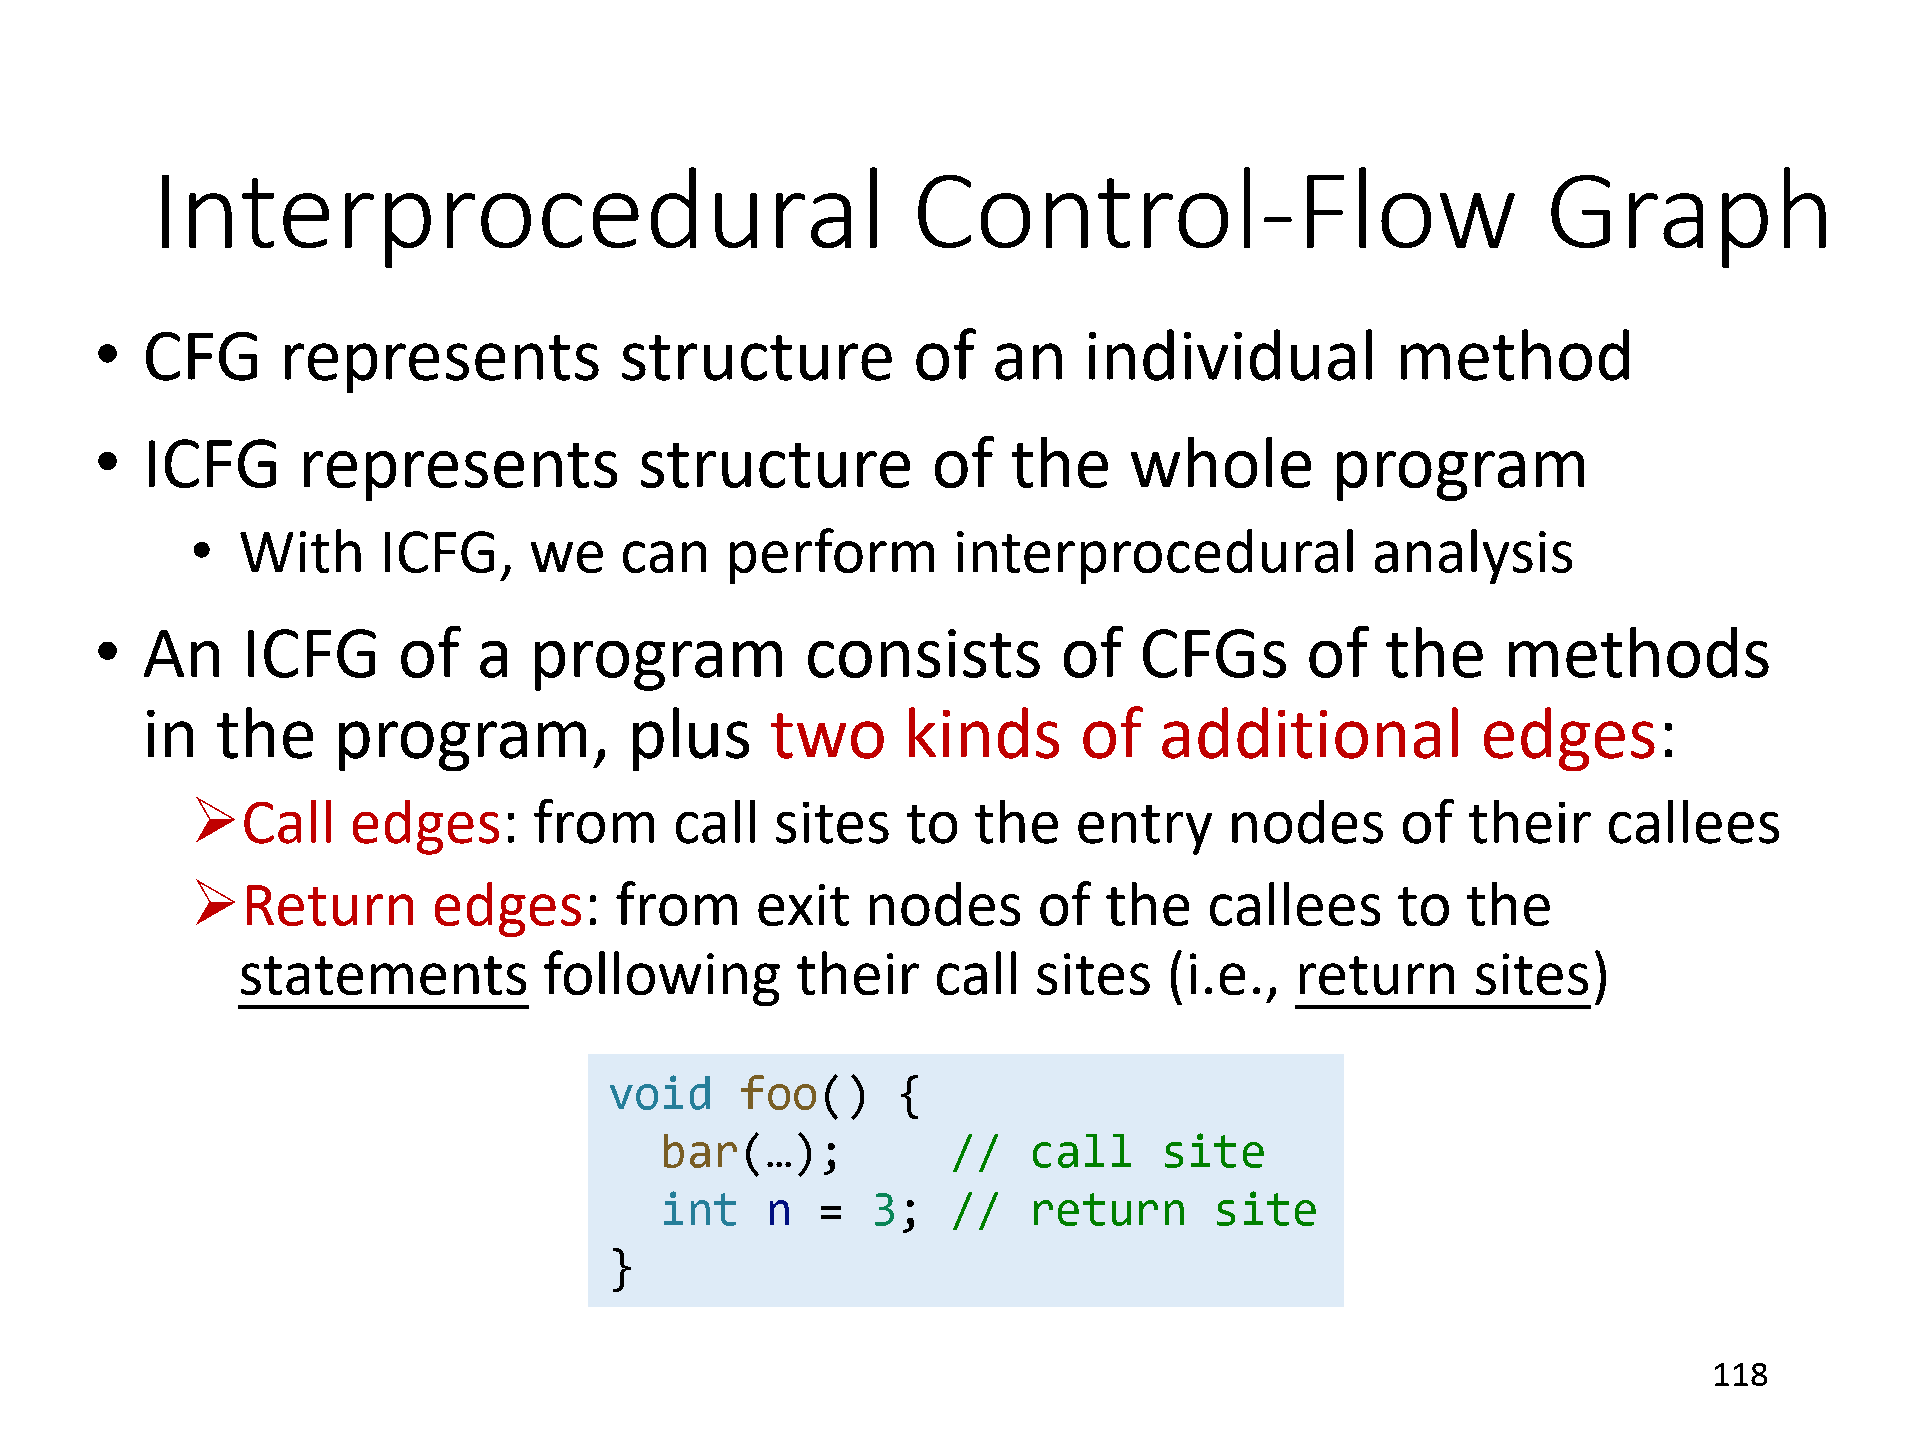 Interprocedural Control-Flow Graph
• CFG represents structure of an individual method
• ICFG represents structure of the whole program
• With ICFG, we can perform interprocedural analysis
• An ICFG of a program consists of CFGs of the methods
in the program, plus two kinds of additional edges:
➢Call edges: from call sites to the entry nodes of their callees
➢Return edges: from exit nodes of the callees to the
statements following their call sites (i.e., return sites)
void foo() {
  bar(…);    // call site
  int n = 3; // return site
}
118